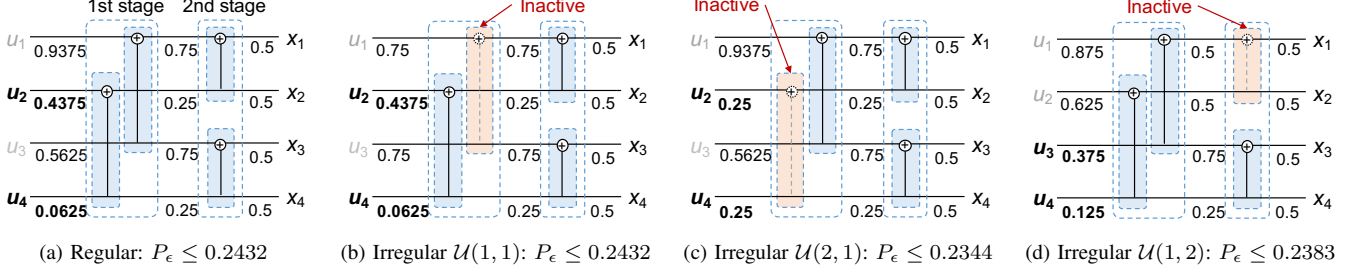 1st stage 2nd stage
u1 0.9375 0.75 0.5 x1
u2 0.4375 0.25 0.5 x2
u3 0.5625 0.75 0.5 x3
u4 0.0625 0.25 0.5 x4
(a) Regular: Pϵ ≤ 0.2432
Inactive
u1 0.75 0.75 0.5 x1
u2 0.4375 0.25 0.5 x2
u3 0.75 0.75 0.5 x3
u4 0.0625 0.25 0.5 x4
(b) Irregular U(1, 1): Pϵ ≤ 0.2432
Inactive
u1 0.9375 0.75 0.5 x1
u2 0.25 0.25 0.5 x2
u3 0.5625 0.75 0.5 x3
u4 0.25 0.25 0.5 x4
(c) Irregular U(2, 1): Pϵ ≤ 0.2344
Inactive
u1 0.875 0.5 0.5 x1
u2 0.625 0.5 0.5 x2
u3 0.375 0.75 0.5 x3
u4 0.125 0.25 0.5 x4
(d) Irregular U(1, 2): Pϵ ≤ 0.2383